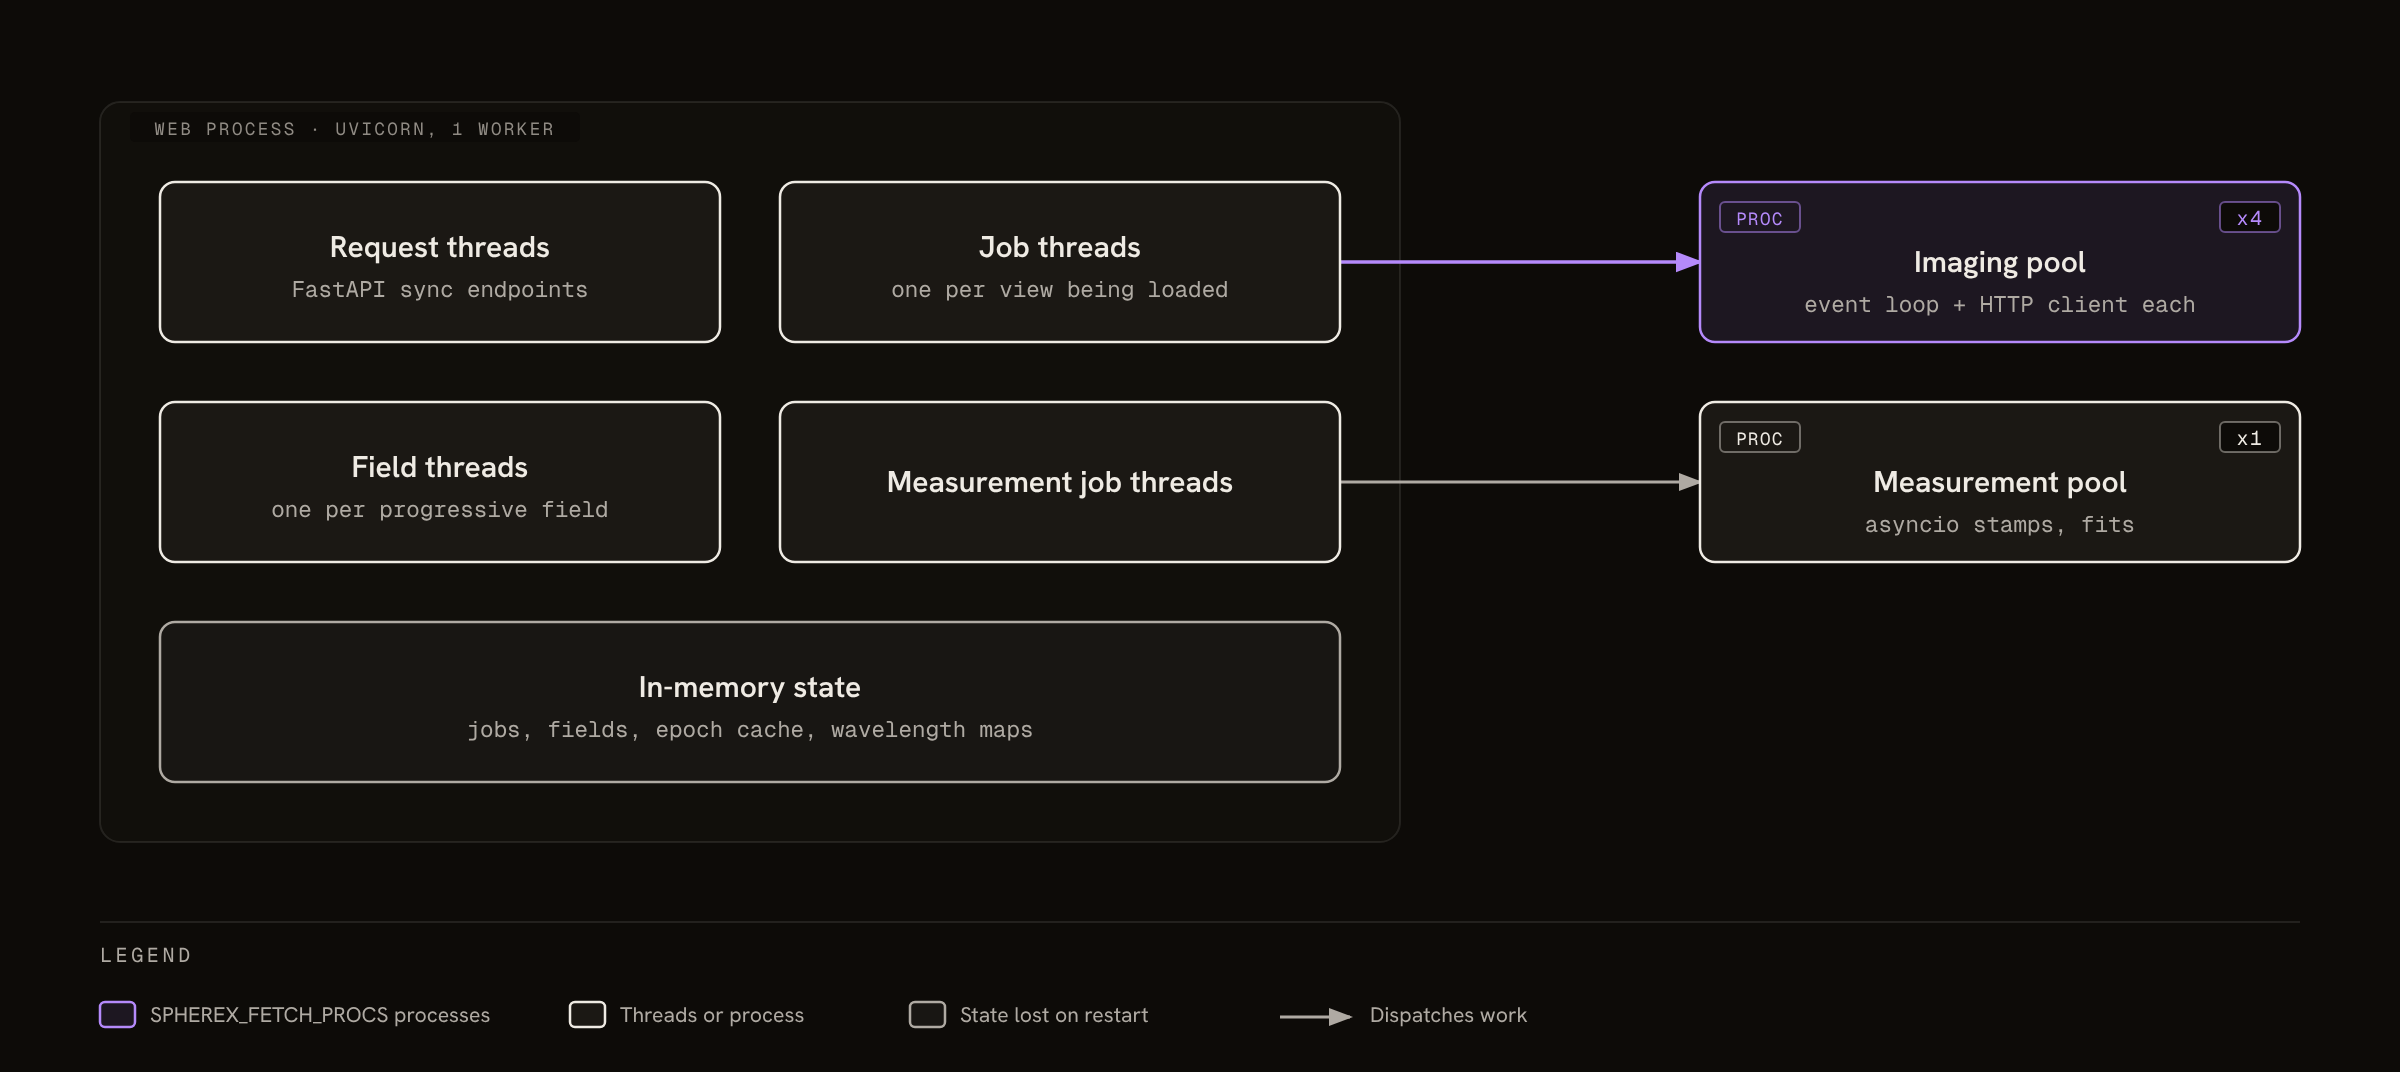 WEB PROCESS · UVICORN, 1 WORKER
Request threads
FastAPI sync endpoints
Job threads
one per view being loaded
PROC
x4
Imaging pool
event loop + HTTP client each
Field threads
one per progressive field
Measurement job threads
PROC
x1
Measurement pool
asyncio stamps, fits
In-memory state
jobs, fields, epoch cache, wavelength maps
LEGEND
SPHEREX_FETCH_PROCS processes
Threads or process
State lost on restart
Dispatches work